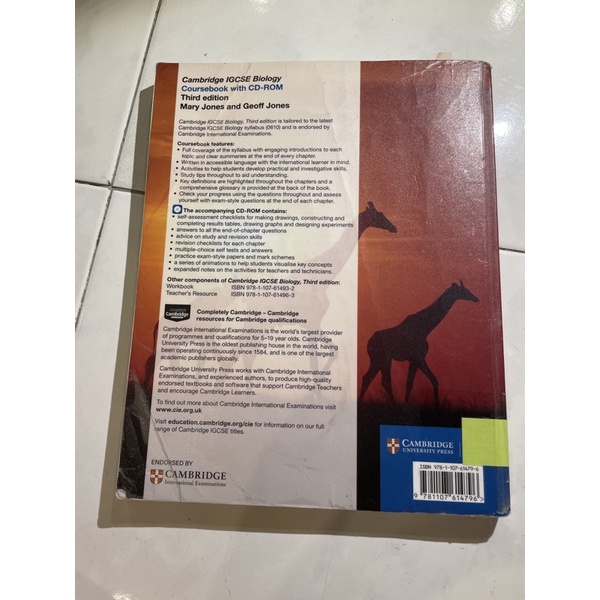 Cambridge IGCSE Biology
Coursebook with CD-ROM
Third edition
Mary Jones and Geoff Jones
Cambridge IGCSE Biology, Third edition is tailored to the latest
Cambridge IGCSE Biology syllabus (0610) and is endorsed by
Cambridge International Examinations.
Coursebook features:
• Full coverage of the syllabus with engaging introductions to each
topic and clear summaries at the end of every chapter.
• Written in accessible language with the international learner in mind.
• Activities to help students develop practical and investigative skills.
• Study tips throughout to aid understanding.
• Key definitions are highlighted throughout the chapters and a
comprehensive glossary is provided at the back of the book.
• Check your progress using the questions throughout and assess
yourself with exam-style questions at the end of each chapter.
The accompanying CD-ROM contains:
• self-assessment checklists for making drawings, constructing and
completing results tables, drawing graphs and designing experiments
• answers to all the end-of-chapter questions
• advice on study and revision skills
• revision checklists for each chapter
• multiple-choice self tests and answers
• practice exam-style papers and mark schemes
• a series of animations to help students visualise key concepts
• expanded notes on the activities for teachers and technicians.
Other components of Cambridge IGCSE Biology, Third edition:
Workbook ISBN 978-1-107-61493-2
Teacher's Resource ISBN 978-1-107-61496-3
Completely Cambridge – Cambridge
resources for Cambridge qualifications
Cambridge International Examinations is the world's largest provider
of programmes and qualifications for 5–19 year olds. Cambridge
University Press is the oldest publishing house in the world, having
been operating continuously since 1584, and is one of the largest
academic publishers globally.
Cambridge University Press works with Cambridge International
Examinations, and experienced authors, to produce high-quality
endorsed textbooks and software that support Cambridge Teachers
and encourage Cambridge Learners.
To find out more about Cambridge International Examinations visit
www.cie.org.uk
Visit education.cambridge.org/cie for information on our full
range of Cambridge IGCSE titles.
ENDORSED BY
CAMBRIDGE
International Examinations
CAMBRIDGE
UNIVERSITY PRESS
ISBN 978-1-107-61479-6
9 781107 614796 >